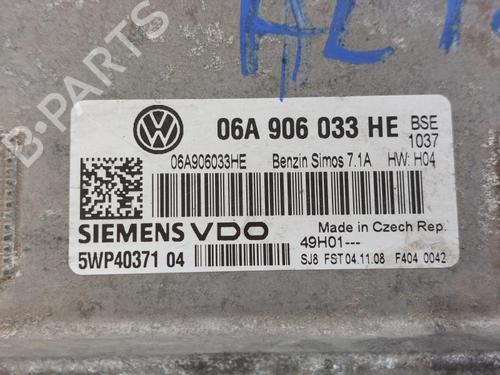 06A 906 033 HE BSE
1037
06A906033HE Benzin Simos 7.1A HW: H04
SIEMENS VDO
Made in Czech Rep.
49H01---
5WP40371 04
SJ8 FST 04.11.08 F404 0042
B-PARTS